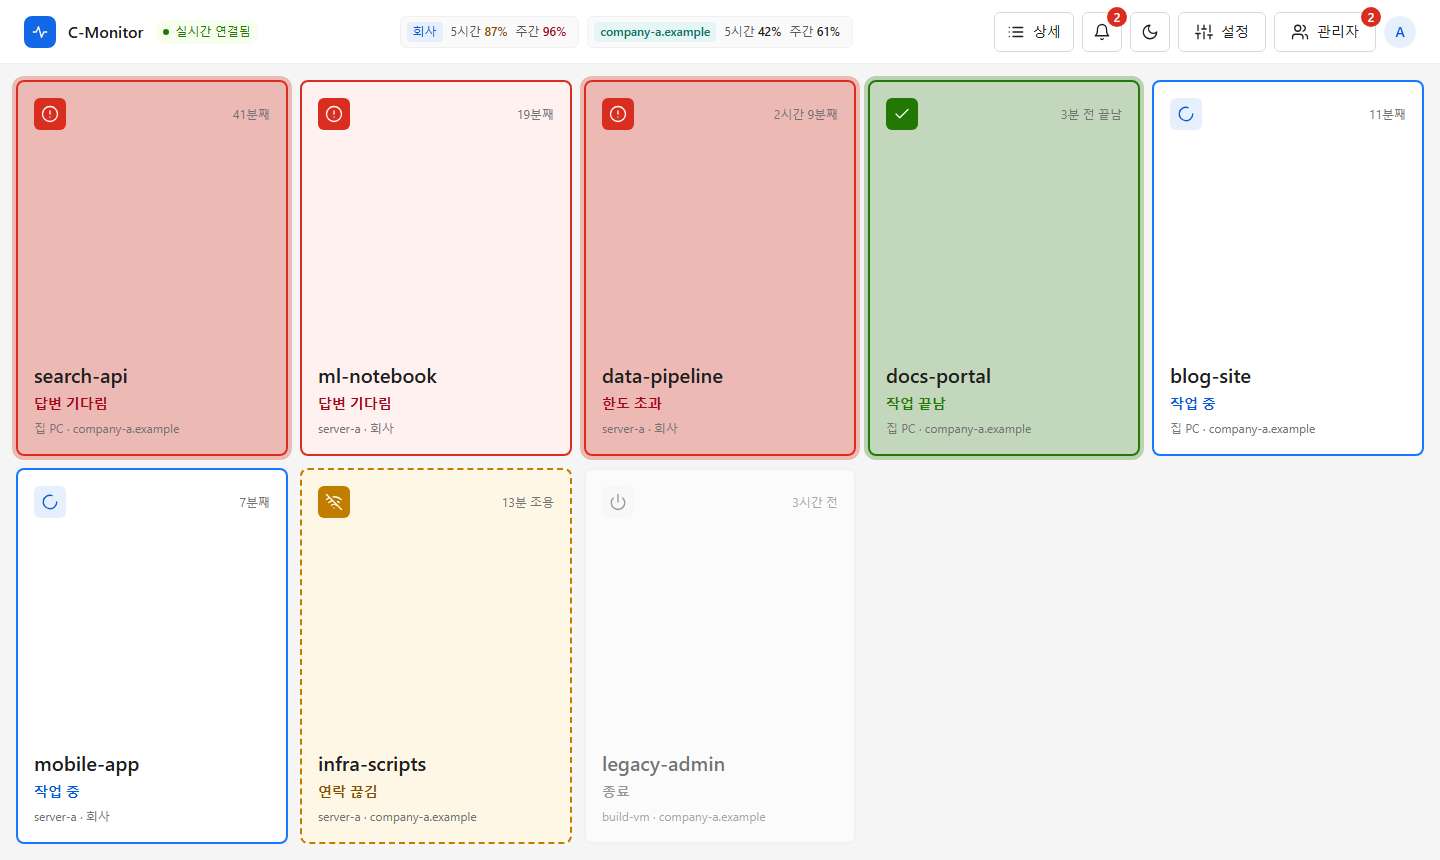 C-Monitor
실시간 연결됨
회사 5시간 87% 주간 96%
company-a.example 5시간 42% 주간 61%
상세
2
설정
관리자
2
A
41분째
search-api
답변 기다림
집 PC · company-a.example
19분째
ml-notebook
답변 기다림
server-a · 회사
2시간 9분째
data-pipeline
한도 초과
server-a · 회사
3분 전 끝남
docs-portal
작업 끝남
집 PC · company-a.example
11분째
blog-site
작업 중
집 PC · company-a.example
7분째
mobile-app
작업 중
server-a · 회사
13분 조용
infra-scripts
연락 끊김
server-a · company-a.example
3시간 전
legacy-admin
종료
build-vm · company-a.example